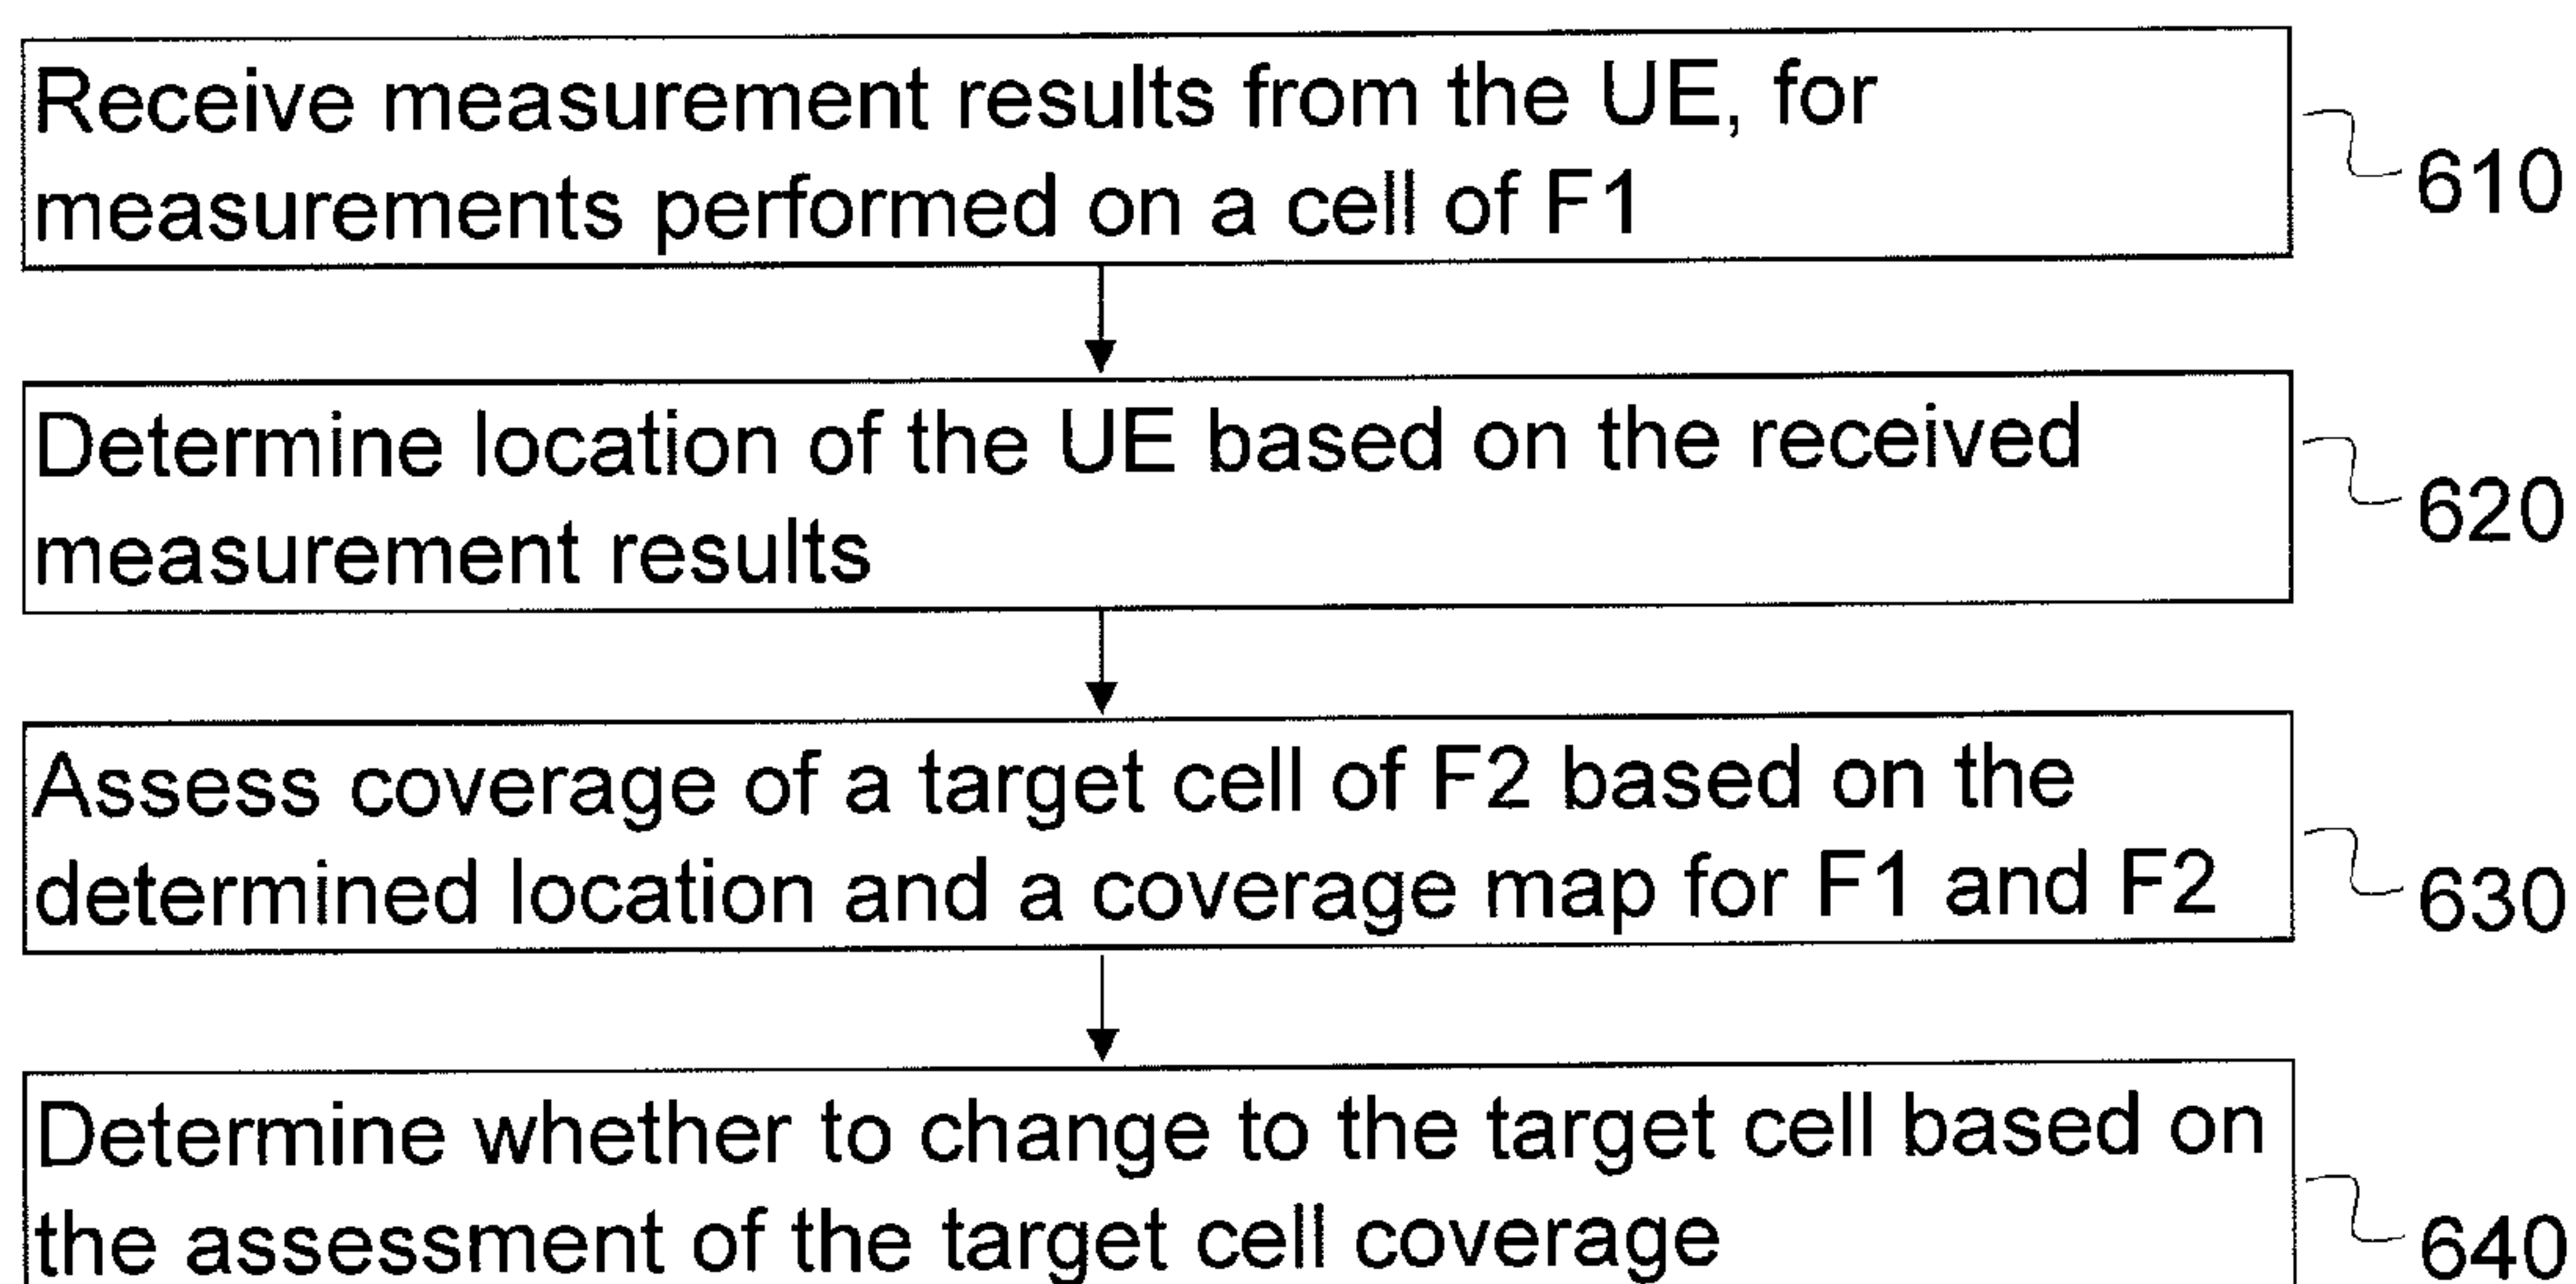 Receive measurement results from the UE, for
measurements performed on a cell of F1
610
Determine location of the UE based on the received
measurement results
620
Assess coverage of a target cell of F2 based on the
determined location and a coverage map for F1 and F2
630
Determine whether to change to the target cell based on
the assessment of the target cell coverage
640